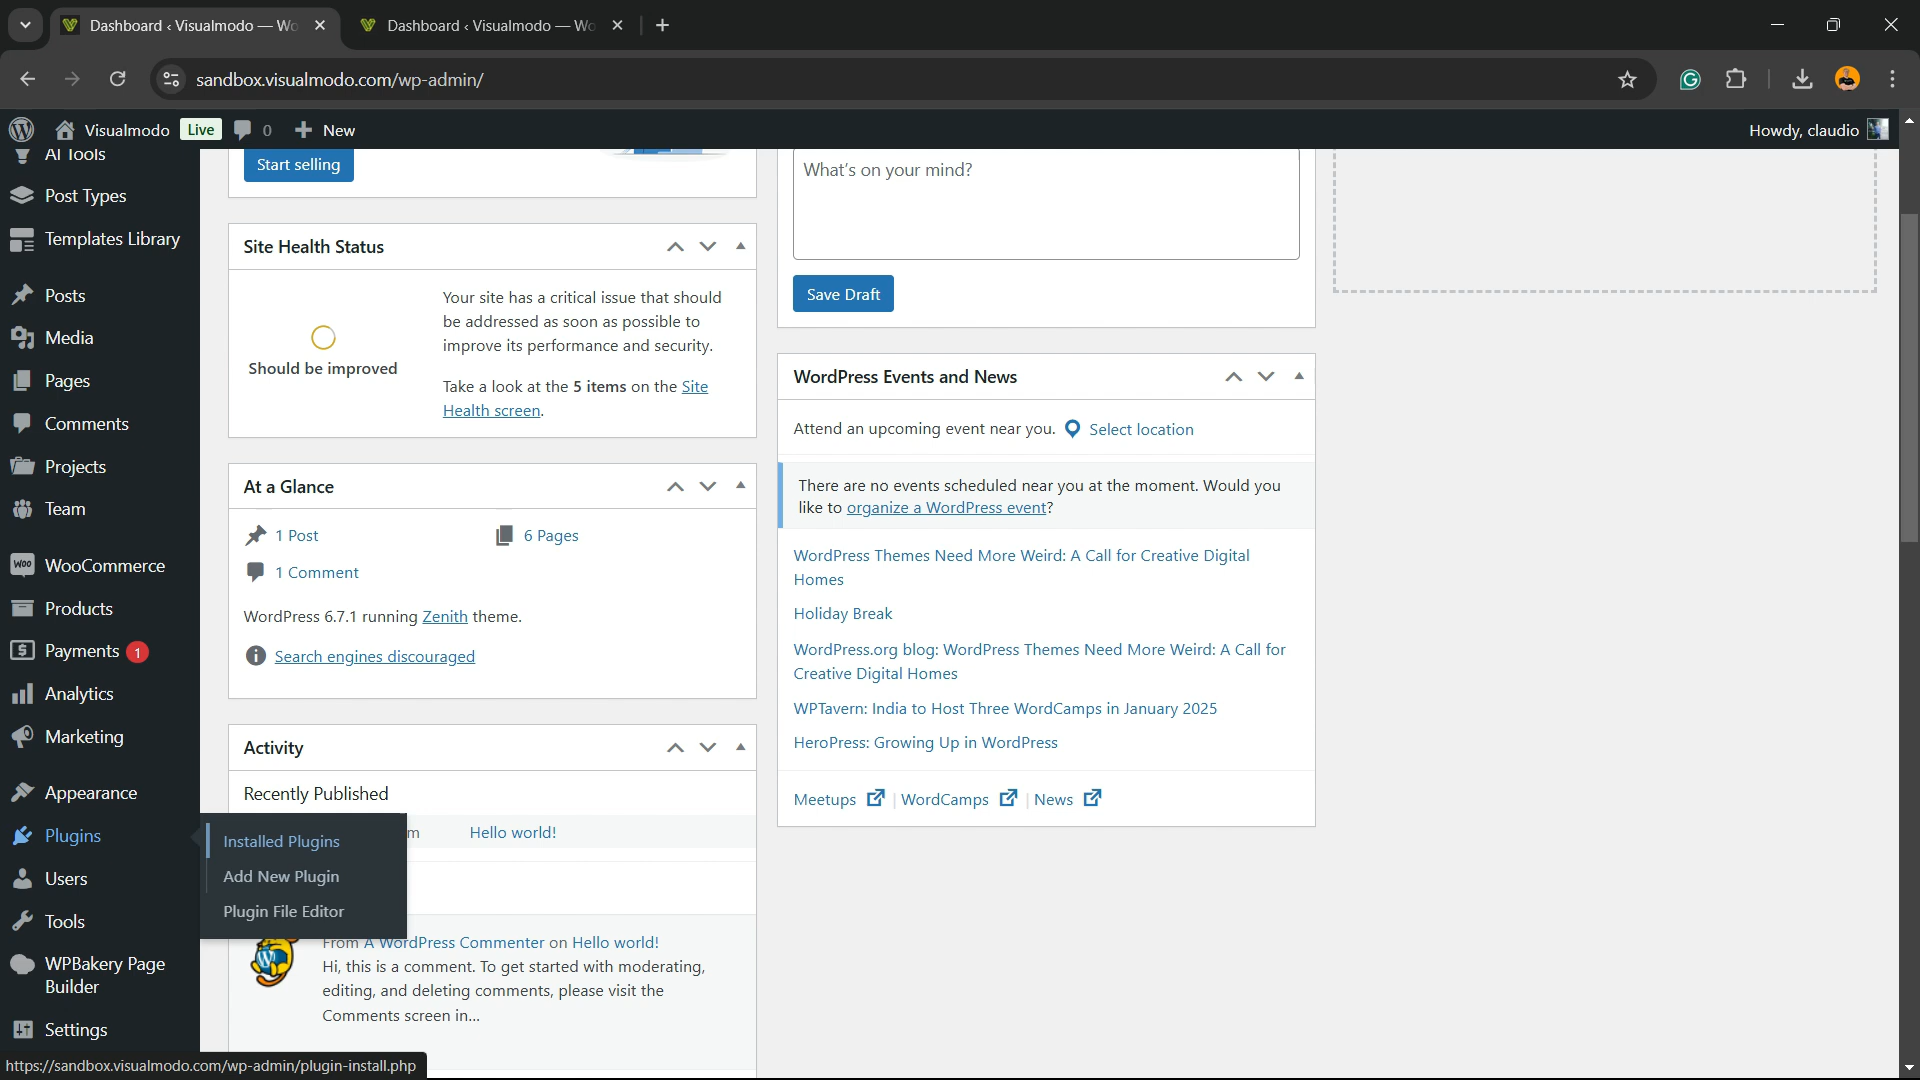 Dashboard ‹ Visualmodo — Wo
Dashboard ‹ Visualmodo — Wo
sandbox.visualmodo.com/wp-admin/
Visualmodo Live 0 New
Howdy, claudio
AI Tools
Post Types
Templates Library
Posts
Media
Pages
Comments
Projects
Team
WooCommerce
Products
Payments 1
Analytics
Marketing
Appearance
Plugins
Users
Tools
WPBakery Page
Builder
Settings
Installed Plugins
Add New Plugin
Plugin File Editor
https://sandbox.visualmodo.com/wp-admin/plugin-install.php
Start selling
Site Health Status
Should be improved
Your site has a critical issue that should
be addressed as soon as possible to
improve its performance and security.
Take a look at the 5 items on the Site
Health screen.
At a Glance
1 Post
6 Pages
1 Comment
WordPress 6.7.1 running Zenith theme.
Search engines discouraged
Activity
Recently Published
m
Hello world!
From A WordPress Commenter on Hello world!
Hi, this is a comment. To get started with moderating,
editing, and deleting comments, please visit the
Comments screen in...
What's on your mind?
Save Draft
WordPress Events and News
Attend an upcoming event near you. Select location
There are no events scheduled near you at the moment. Would you
like to organize a WordPress event?
WordPress Themes Need More Weird: A Call for Creative Digital
Homes
Holiday Break
WordPress.org blog: WordPress Themes Need More Weird: A Call for
Creative Digital Homes
WPTavern: India to Host Three WordCamps in January 2025
HeroPress: Growing Up in WordPress
Meetups | WordCamps | News